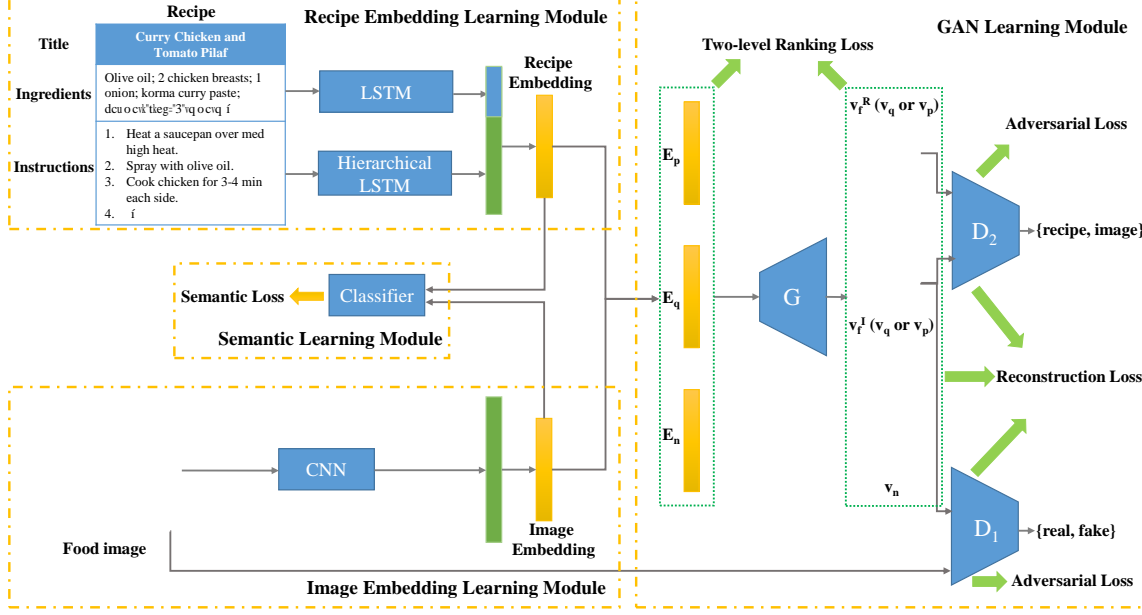 Recipe Embedding Learning Module
Recipe
Title
Curry Chicken and
Tomato Pilaf
Ingredients
Olive oil; 2 chicken breasts; 1
onion; korma curry paste;
LSTM
Instructions
1. Heat a saucepan over med
high heat.
2. Spray with olive oil.
3. Cook chicken for 3-4 min
each side.
4. í
Hierarchical
LSTM
Recipe
Embedding
Semantic Loss
Classifier
Semantic Learning Module
Food image
CNN
Image
Embedding
Image Embedding Learning Module
GAN Learning Module
Two-level Ranking Loss
E_p
E_q
E_n
G
v_f^R (v_q or v_p)
v_f^I (v_q or v_p)
v_n
Adversarial Loss
D_2
{recipe, image}
Reconstruction Loss
D_1
{real, fake}
Adversarial Loss